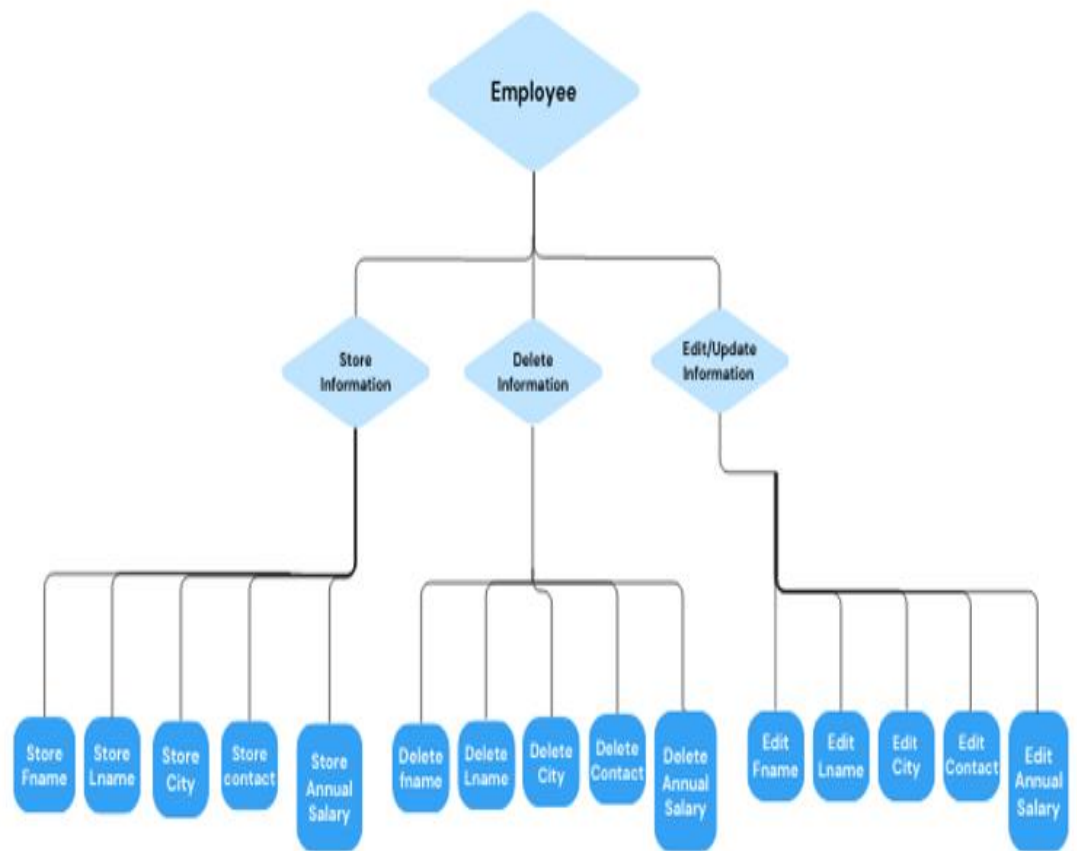 Employee
Store
Information
Delete
Information
Edit/Update
Information
Store
Fname
Store
Lname
Store
City
Store
contact
Store
Annual
Salary
Delete
fname
Delete
Lname
Delete
City
Delete
Contact
Delete
Annual
Salary
Edit
Fname
Edit
Lname
Edit
City
Edit
Contact
Edit
Annual
Salary